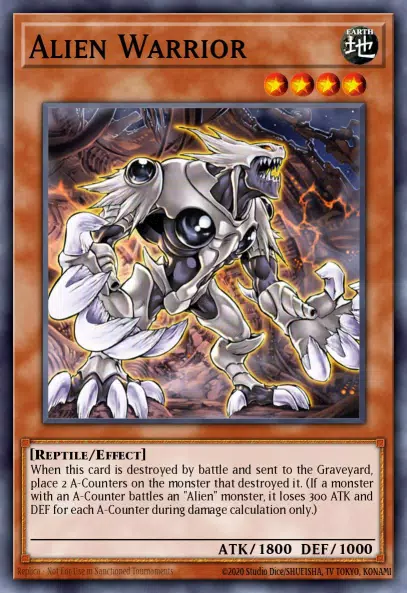 Alien Warrior
EARTH
地
[Reptile/Effect]
When this card is destroyed by battle and sent to the Graveyard,
place 2 A-Counters on the monster that destroyed it. (If a monster
with an A-Counter battles an "Alien" monster, it loses 300 ATK and
DEF for each A-Counter during damage calculation only.)
ATK/1800 DEF/1000
Replica - Not For Use in Sanctioned Tournaments
©2020 Studio Dice/SHUEISHA, TV TOKYO, KONAMI